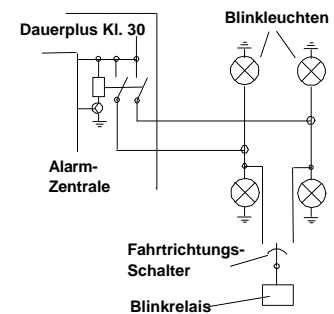 Blinkleuchten
Dauerplus Kl. 30
Alarm-
Zentrale
Fahrtrichtungs-
Schalter
Blinkrelais